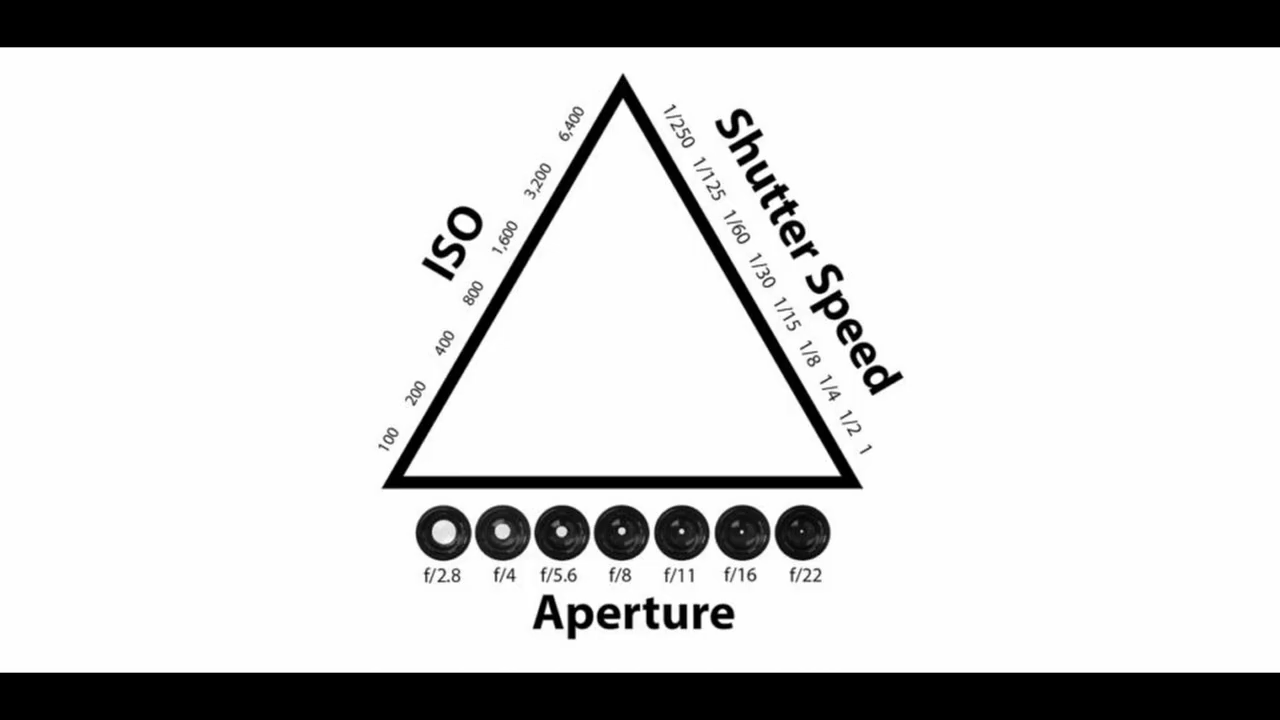 ISO
6,400
3,200
1,600
800
400
200
100
Shutter Speed
1/250 1/125 1/60 1/30 1/15 1/8 1/4 1/2 1
f/2.8 f/4 f/5.6 f/8 f/11 f/16 f/22
Aperture